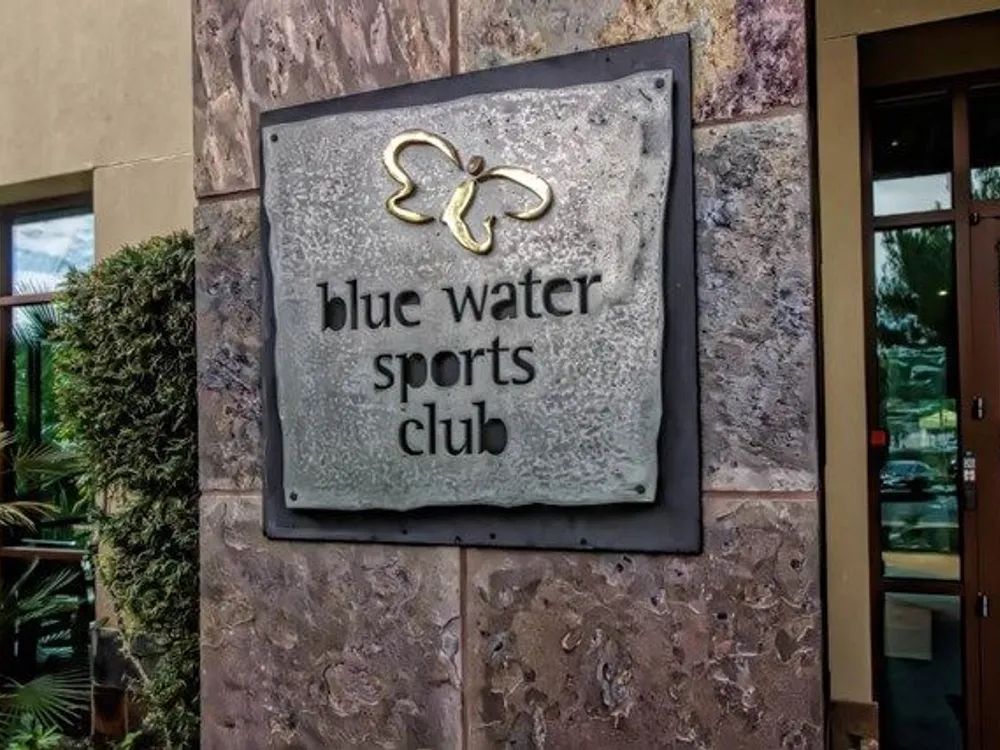 blue water
sports
club